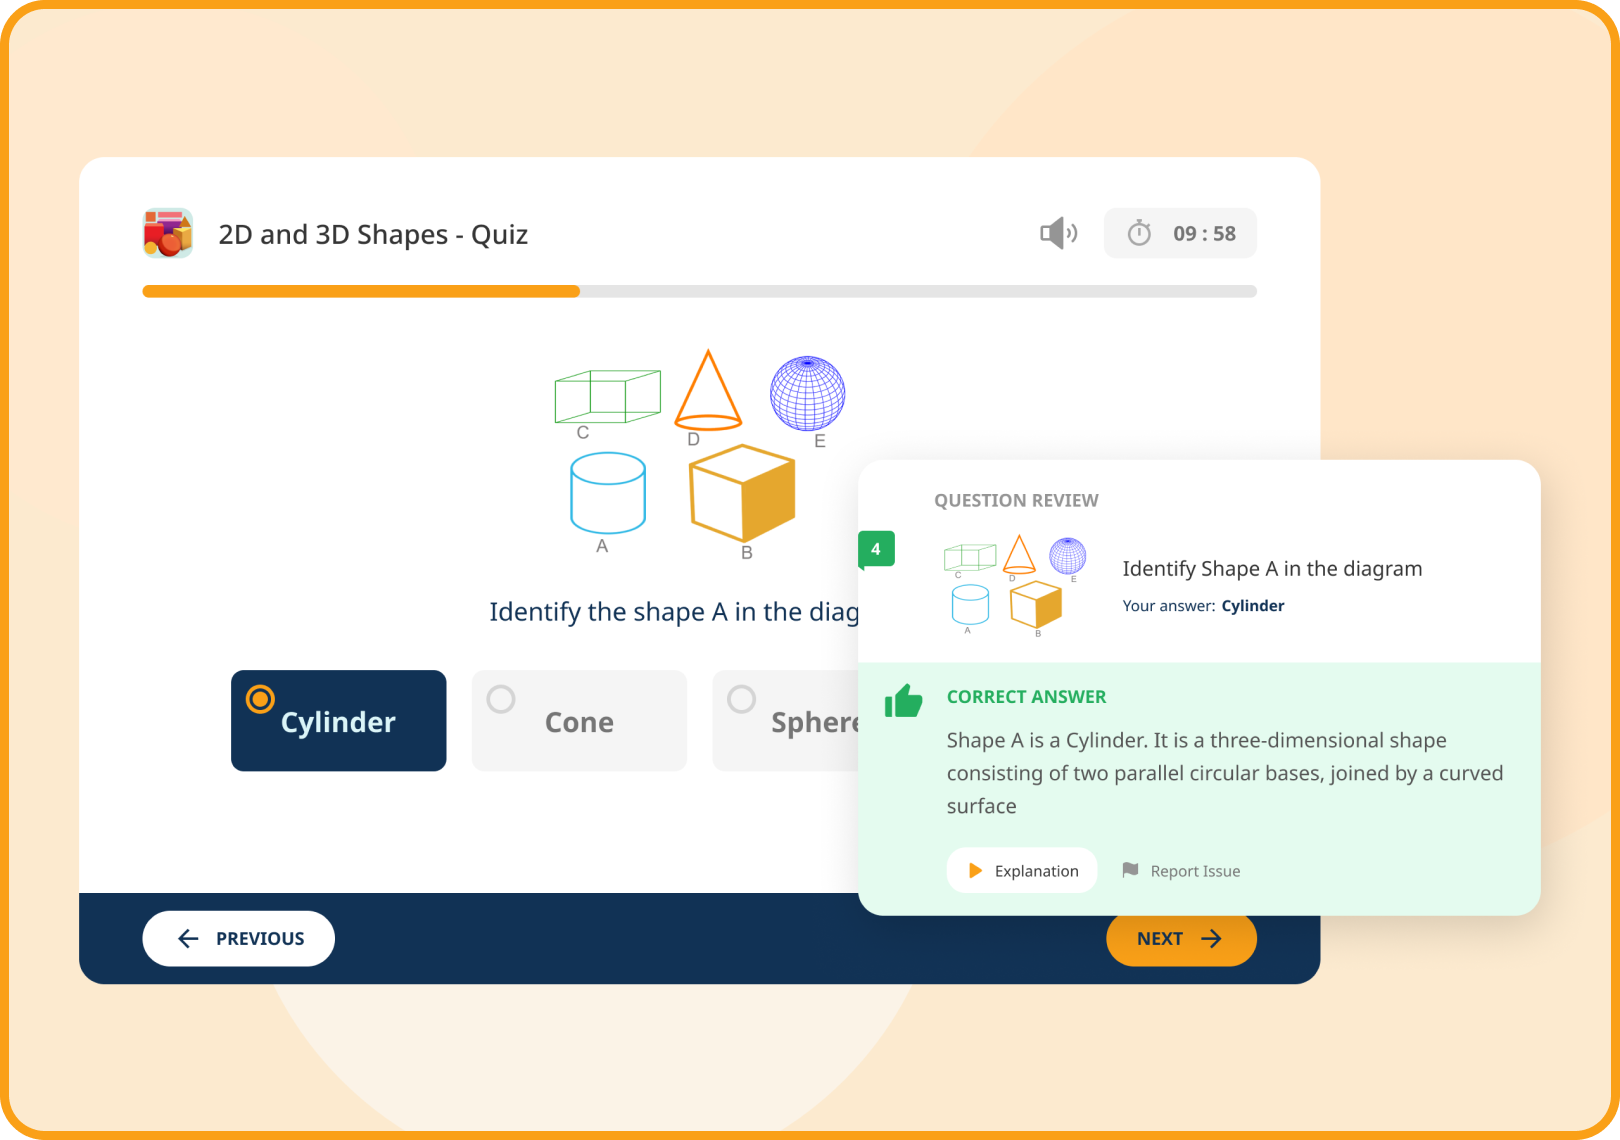 2D and 3D Shapes - Quiz
09 : 58
C
D
E
A
B
Identify the shape A in the diag
Cylinder
Cone
Sphere
PREVIOUS
NEXT
QUESTION REVIEW
4
C
D
E
A
B
Identify Shape A in the diagram
Your answer: Cylinder
CORRECT ANSWER
Shape A is a Cylinder. It is a three-dimensional shape
consisting of two parallel circular bases, joined by a curved
surface
Explanation
Report Issue